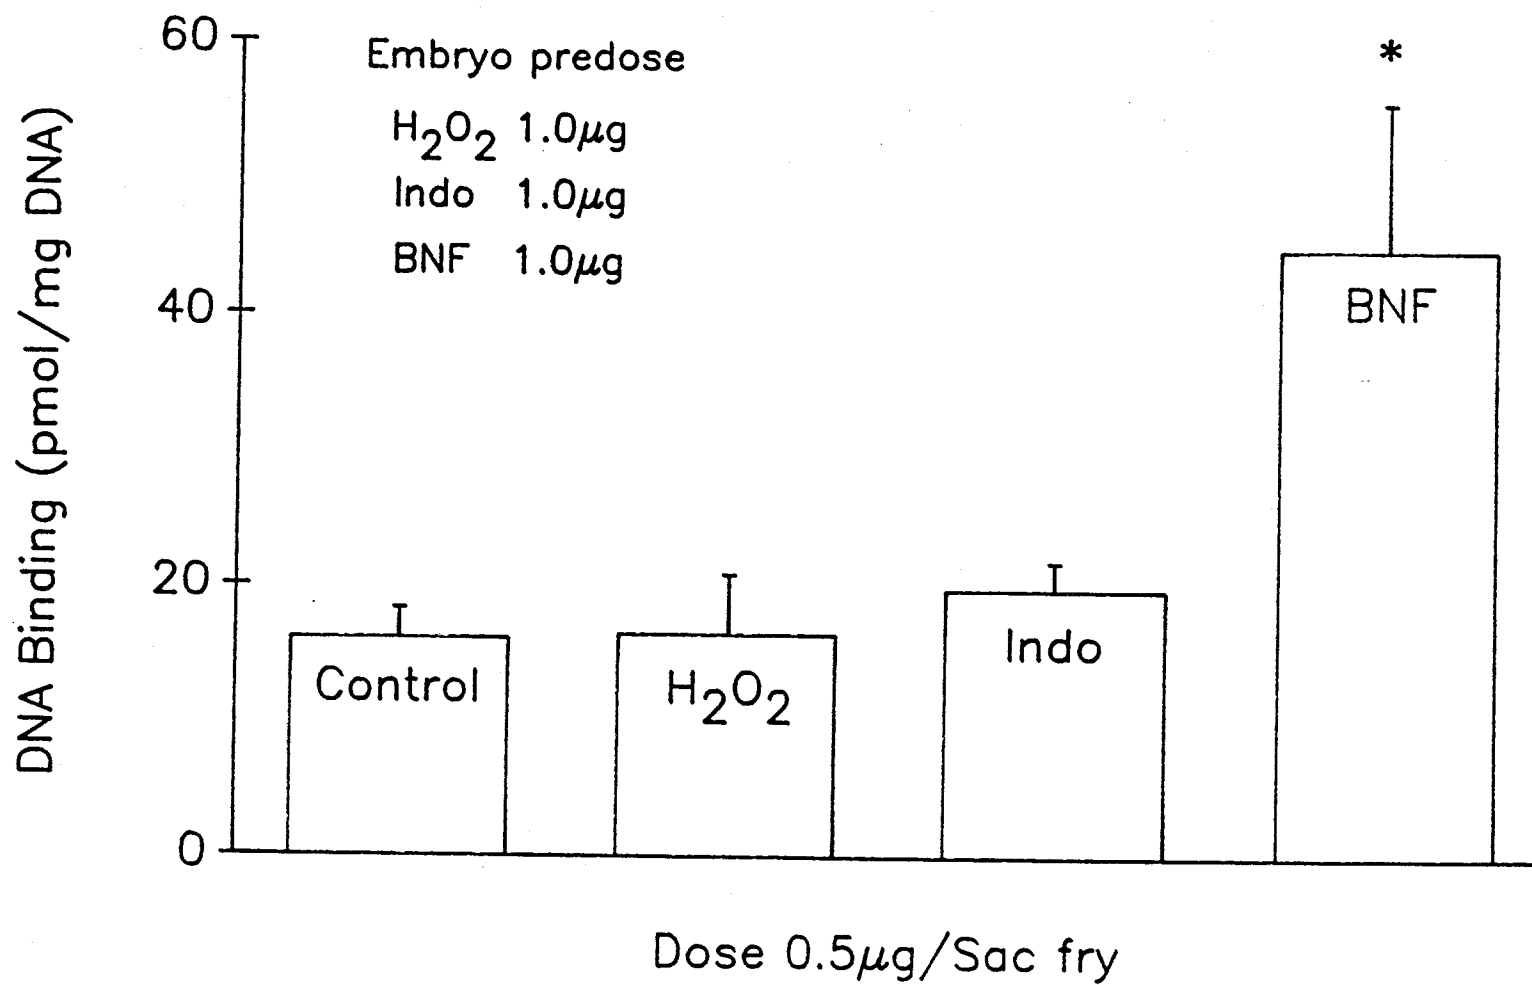 60
Embryo predose
*
H₂O₂ 1.0µg
Indo 1.0µg
BNF 1.0µg
40
BNF
20
Indo
Control
H₂O₂
0
DNA Binding (pmol/mg DNA)
Dose 0.5µg/Sac fry